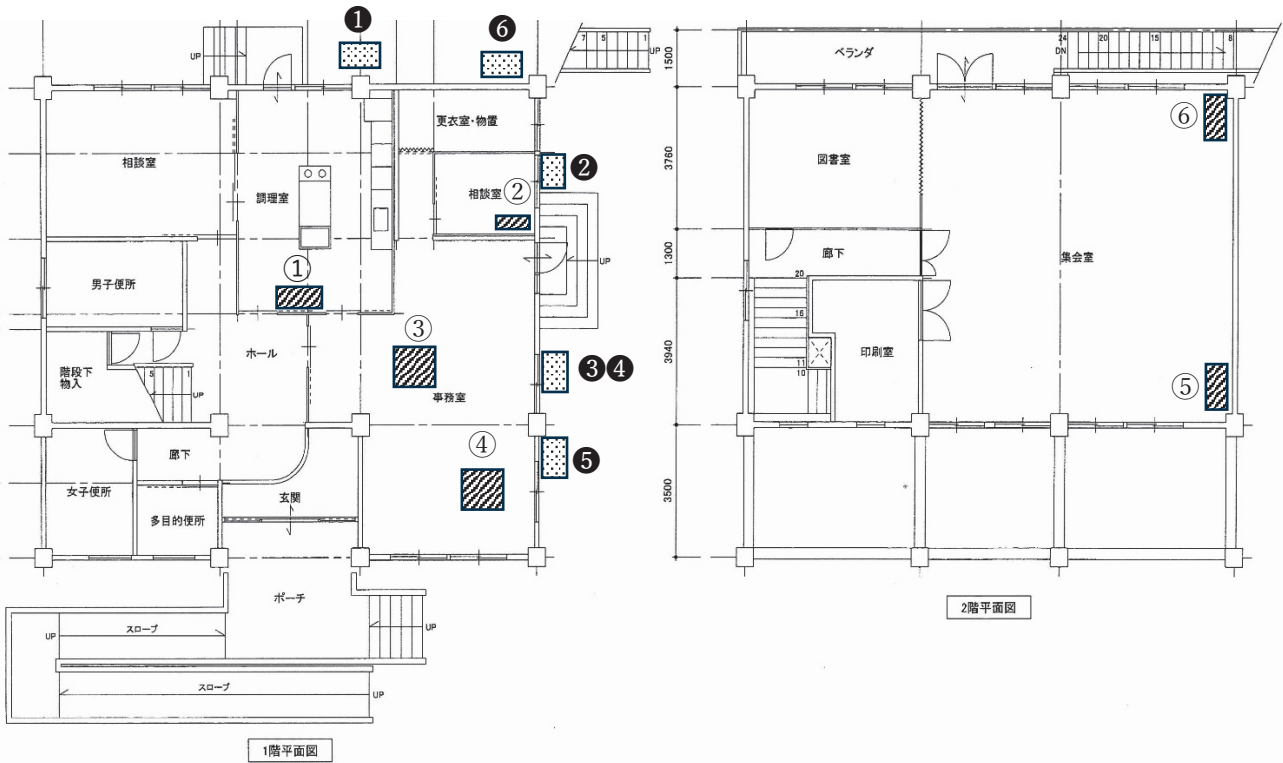 ❶
❻
7 5 1
UP
UP
更衣室・物置
相談室
調理室
相談室
②
❷
UP
男子便所
①
ホール
③
❸❹
階段下
物入
5 1
UP
事務室
④
❺
廊下
女子便所
玄関
多目的便所
ポーチ
UP
スロープ
UP
スロープ
UP
1階平面図
1500
ベランダ
24 20 15 8
DN
⑥
3760
図書室
1300
廊下
集会室
20
16
3940
印刷室
11
10
⑤
3500
2階平面図